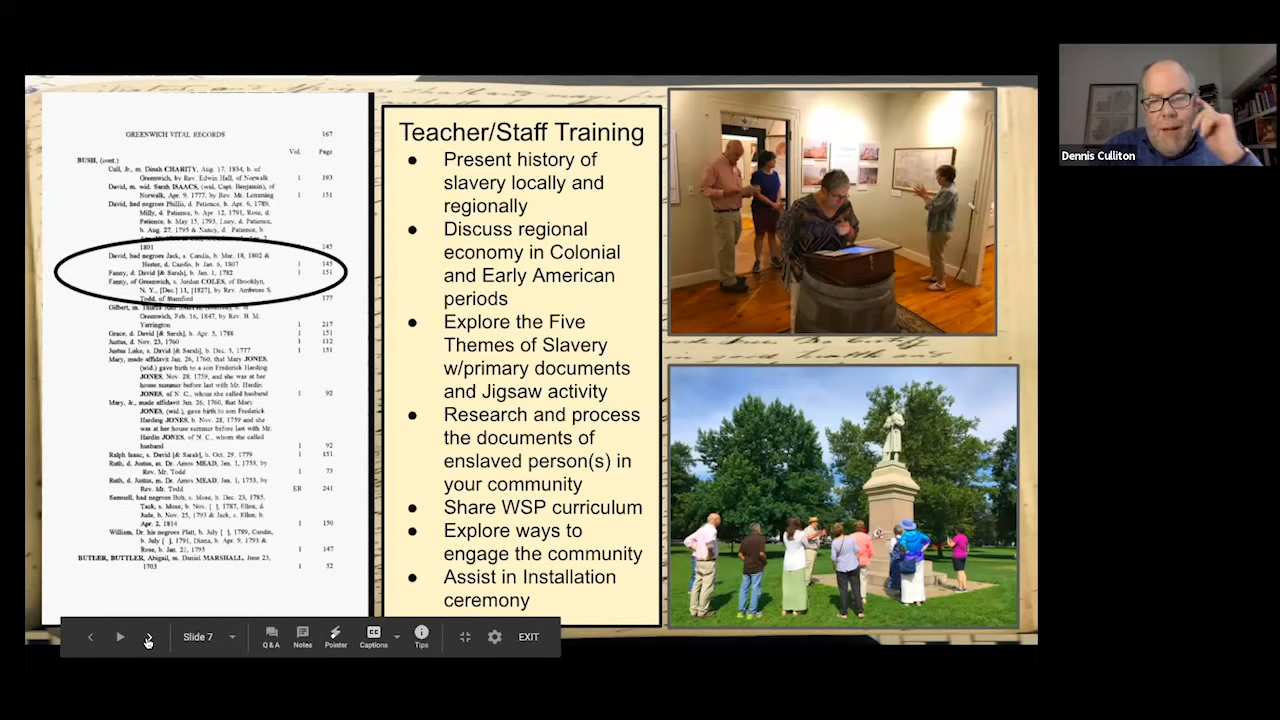 GREENWICH VITAL RECORDS 167
Vol. Page
BUSH, (cont.)
Cull, Jr., m. Dinah CHARITY, Aug. 17, 1834, b. of
Greenwich, by Rev. Edwin Hall, of Norwalk 1 193
David, m. wid. Sarah ISAACS, (wid. Capt. Benjamin), of
Norwalk, Apr. 9, 1777, by Rev. Mr. Lemming 1 151
David, had negroes Phillis, d. Patience, b. Apr. 6, 1789,
Milly, d. Patience, b. Apr. 12, 1791, Rose, d.
Patience, b. May 15, 1793, Lucy, d. Patience,
b. Aug. 27, 1795 & Nancy, d. Patience, b.
1801 145
David, had negroes Jack, s. Candis, b. Mar. 18, 1802 &
Hester, d. Candis, b. Jan. 6, 1807 1 145
Fanny, d. David [& Sarah], b. Jan. 1, 1782 1 151
Fanny, of Greenwich, s. Jordan COLES, of Brooklyn,
N. Y., [Dec.] 11, [1827], by Rev. Ambrose S.
Todd, of Stamford 177
Gilbert, m.
Greenwich, Feb. 16, 1847, by Rev. B. M.
Yarrington 1 217
Grace, d. David [& Sarah], b. Apr. 5, 1788 1 151
Justus, d. Nov. 23, 1760 1 112
Justus Luke, s. David [& Sarah], b. Dec. 5, 1777 1 151
Mary, made affidavit Jan. 26, 1760, that Mary JONES,
(wid.) gave birth to a son Frederick Harding
JONES, Nov. 28, 1759, and she was at her
house summer before last with Mr. Hardin
JONES, of N. C., whom she called husband 1 92
Mary, Jr., made affidavit Jan. 26, 1760, that Mary
JONES, (wid.), gave birth to son Frederick
Harding JONES, b. Nov. 28, 1759 and she
was at her house summer before last with Mr.
Hardin JONES, of N. C., whom she called
husband 1 92
Ralph Isaac, s. David [& Sarah], b. Oct. 29, 1779 1 151
Ruth, d. Justus, m. Dr. Amos MEAD, Jan. 1, 1753, by
Rev. Mr. Todd 1 73
Ruth, d. Justus, m. Dr. Amos MEAD, Jan. 1, 1753, by
Rev. Mr. Todd ER 241
Samuell, had negroes Bob, s. Mose, b. Dec. 23, 1785,
Tack, s. Mose, b. Nov. [ ], 1787, Ellen, d.
Jude, b. Nov. 25, 1793 & Jack, s. Ellen, b.
Apr. 2, 1814 1 150
William, Dr. his negroes Platt, b. July [ ], 1789, Candis,
b. July [ ], 1791, Diana, b. Apr. 9, 1793 &
Rose, b. Jan. 21, 1795 1 147
BUTLER, BUTTLER, Abigail, m. Daniel MARSHALL, June 23,
1703 1 52
Teacher/Staff Training
● Present history of
slavery locally and
regionally
● Discuss regional
economy in Colonial
and Early American
periods
● Explore the Five
Themes of Slavery
w/primary documents
and Jigsaw activity
● Research and process
the documents of
enslaved person(s) in
your community
● Share WSP curriculum
● Explore ways to
engage the community
● Assist in Installation
ceremony
Dennis Culliton
Slide 7
Q & A Notes Pointer Captions Tips
EXIT